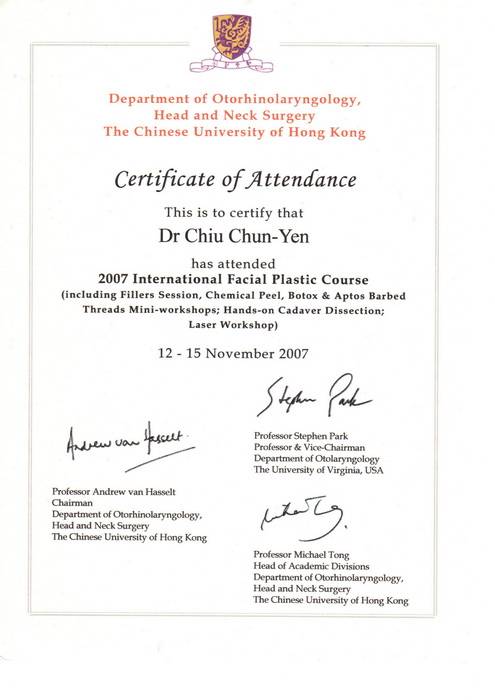 Department of Otorhinolaryngology,
Head and Neck Surgery
The Chinese University of Hong Kong
Certificate of Attendance
This is to certify that
Dr Chiu Chun-Yen
has attended
2007 International Facial Plastic Course
(including Fillers Session, Chemical Peel, Botox & Aptos Barbed
Threads Mini-workshops; Hands-on Cadaver Dissection;
Laser Workshop)
12 - 15 November 2007
Stephen Park
Professor Stephen Park
Professor & Vice-Chairman
Department of Otolaryngology
The University of Virginia, USA
Andrew van Hasselt
Professor Andrew van Hasselt
Chairman
Department of Otorhinolaryngology,
Head and Neck Surgery
The Chinese University of Hong Kong
Professor Michael Tong
Head of Academic Divisions
Department of Otorhinolaryngology,
Head and Neck Surgery
The Chinese University of Hong Kong